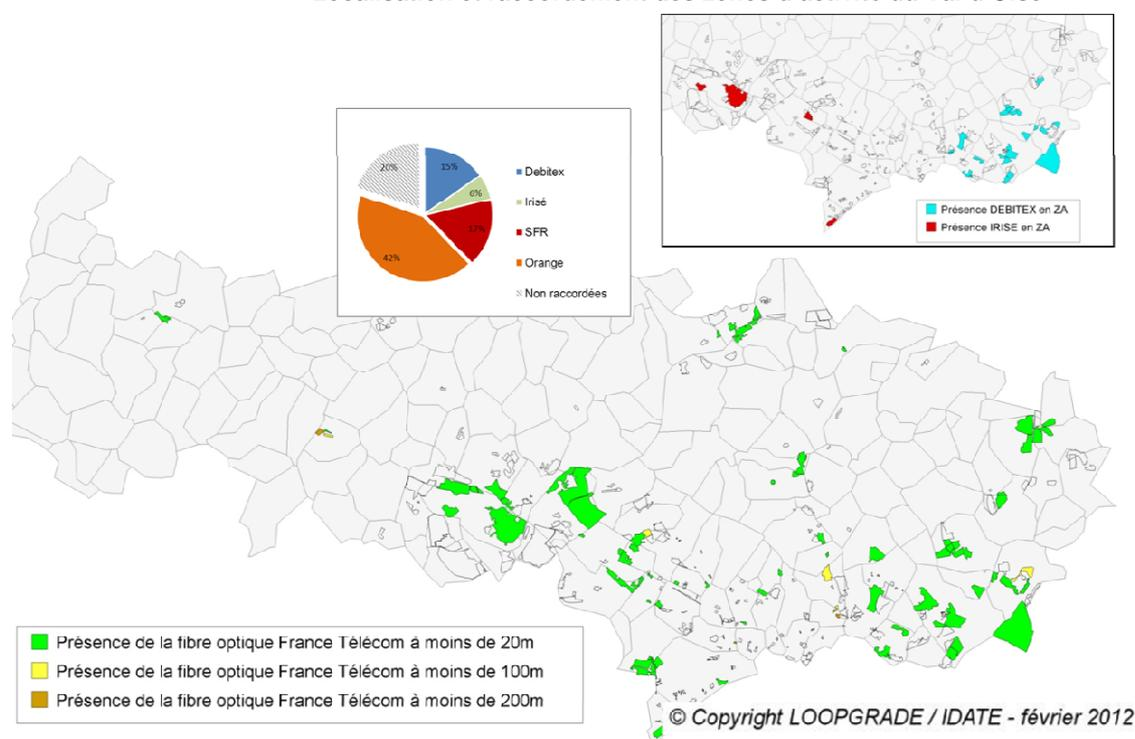 Présence DEBITEX en ZA
Présence IRISE en ZA
20%
15%
6%
17%
42%
Debitex
Irisé
SFR
Orange
Non raccordées
Présence de la fibre optique France Télécom à moins de 20m
Présence de la fibre optique France Télécom à moins de 100m
Présence de la fibre optique France Télécom à moins de 200m
© Copyright LOOPGRADE / IDATE - février 2012